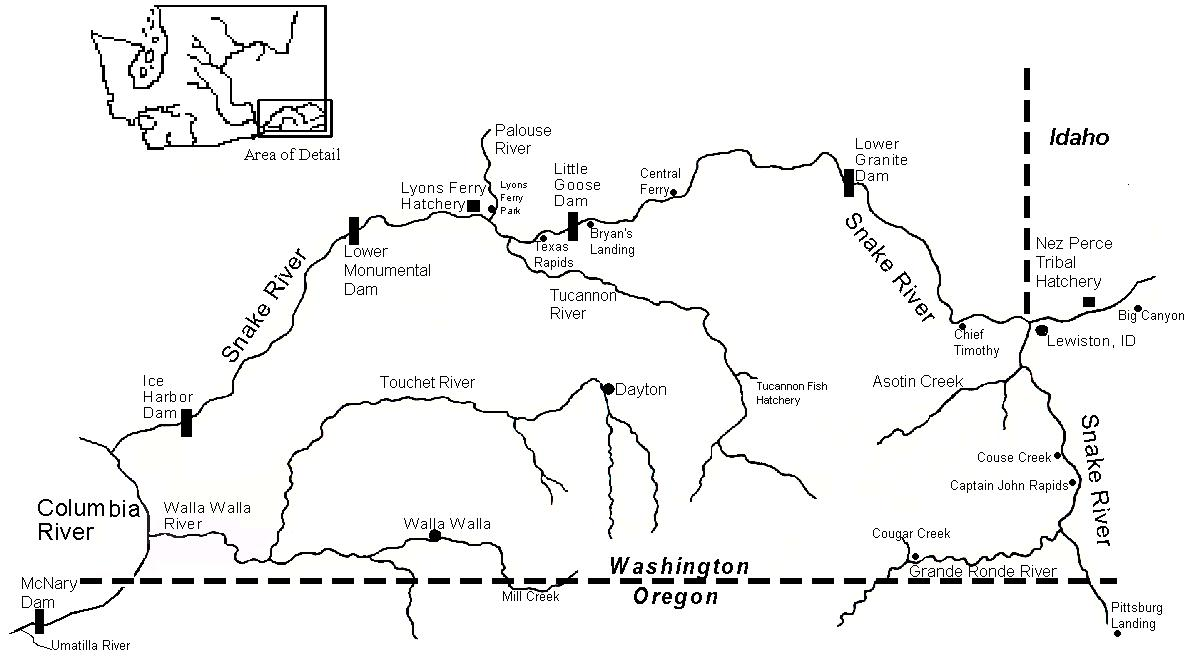 Area of Detail
Idaho
Palouse
River
Lyons Ferry
Hatchery
Lyons
Ferry
Park
Little
Goose
Dam
Central
Ferry
Lower
Granite
Dam
Bryan's
Landing
Texas
Rapids
Lower
Monumental
Dam
Snake River
Snake River
Tucannon
River
Nez Perce
Tribal
Hatchery
Big Canyon
Lewiston, ID
Chief
Timothy
Ice
Harbor
Dam
Touchet River
Dayton
Tucannon Fish
Hatchery
Asotin Creek
Snake River
Couse Creek
Captain John Rapids
Columbia
River
Walla Walla
River
Walla Walla
Cougar Creek
Grande Ronde River
Washington
Oregon
McNary
Dam
Mill Creek
Umatilla River
Pittsburg
Landing